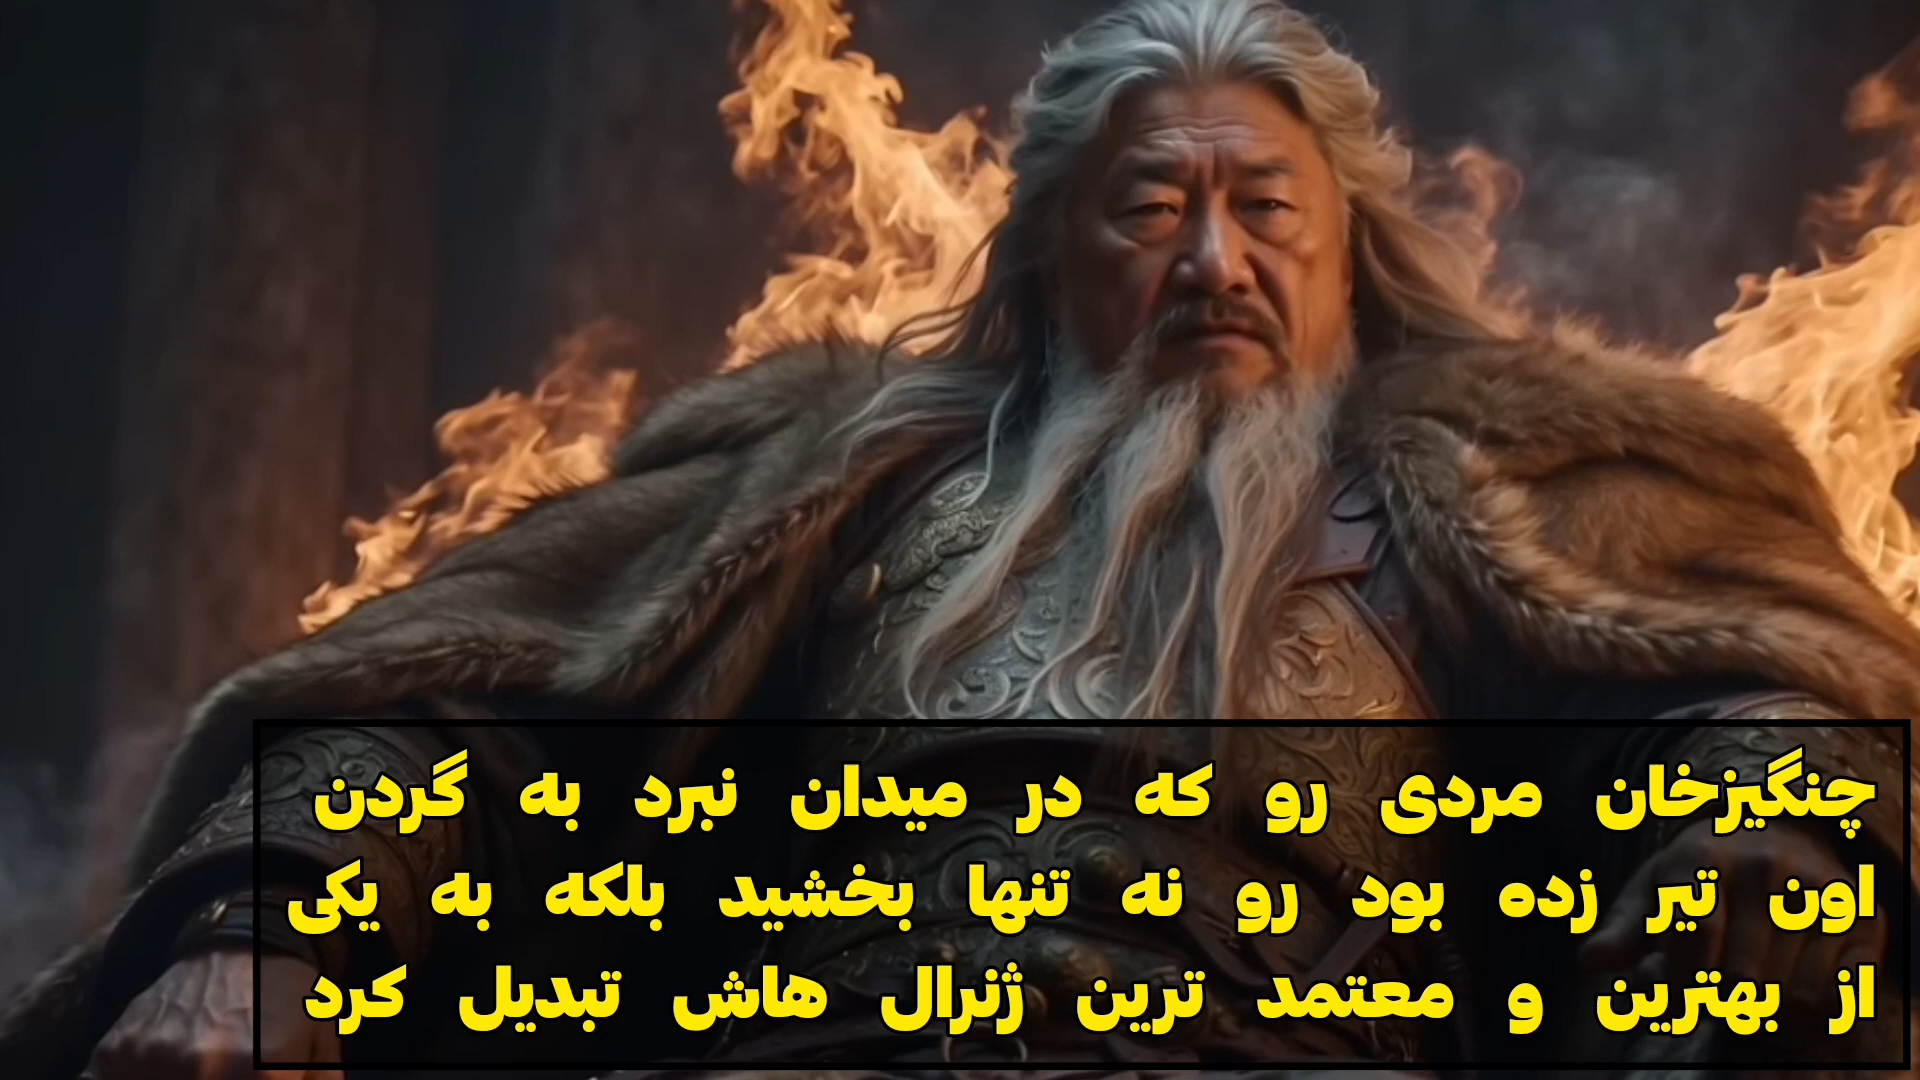 چنگیزخان مردی رو که در میدان نبرد به گردن
اون تیر زده بود رو نه تنها بخشید بلکه به یکی
از بهترین و معتمد ترین ژنرال هاش تبدیل کرد